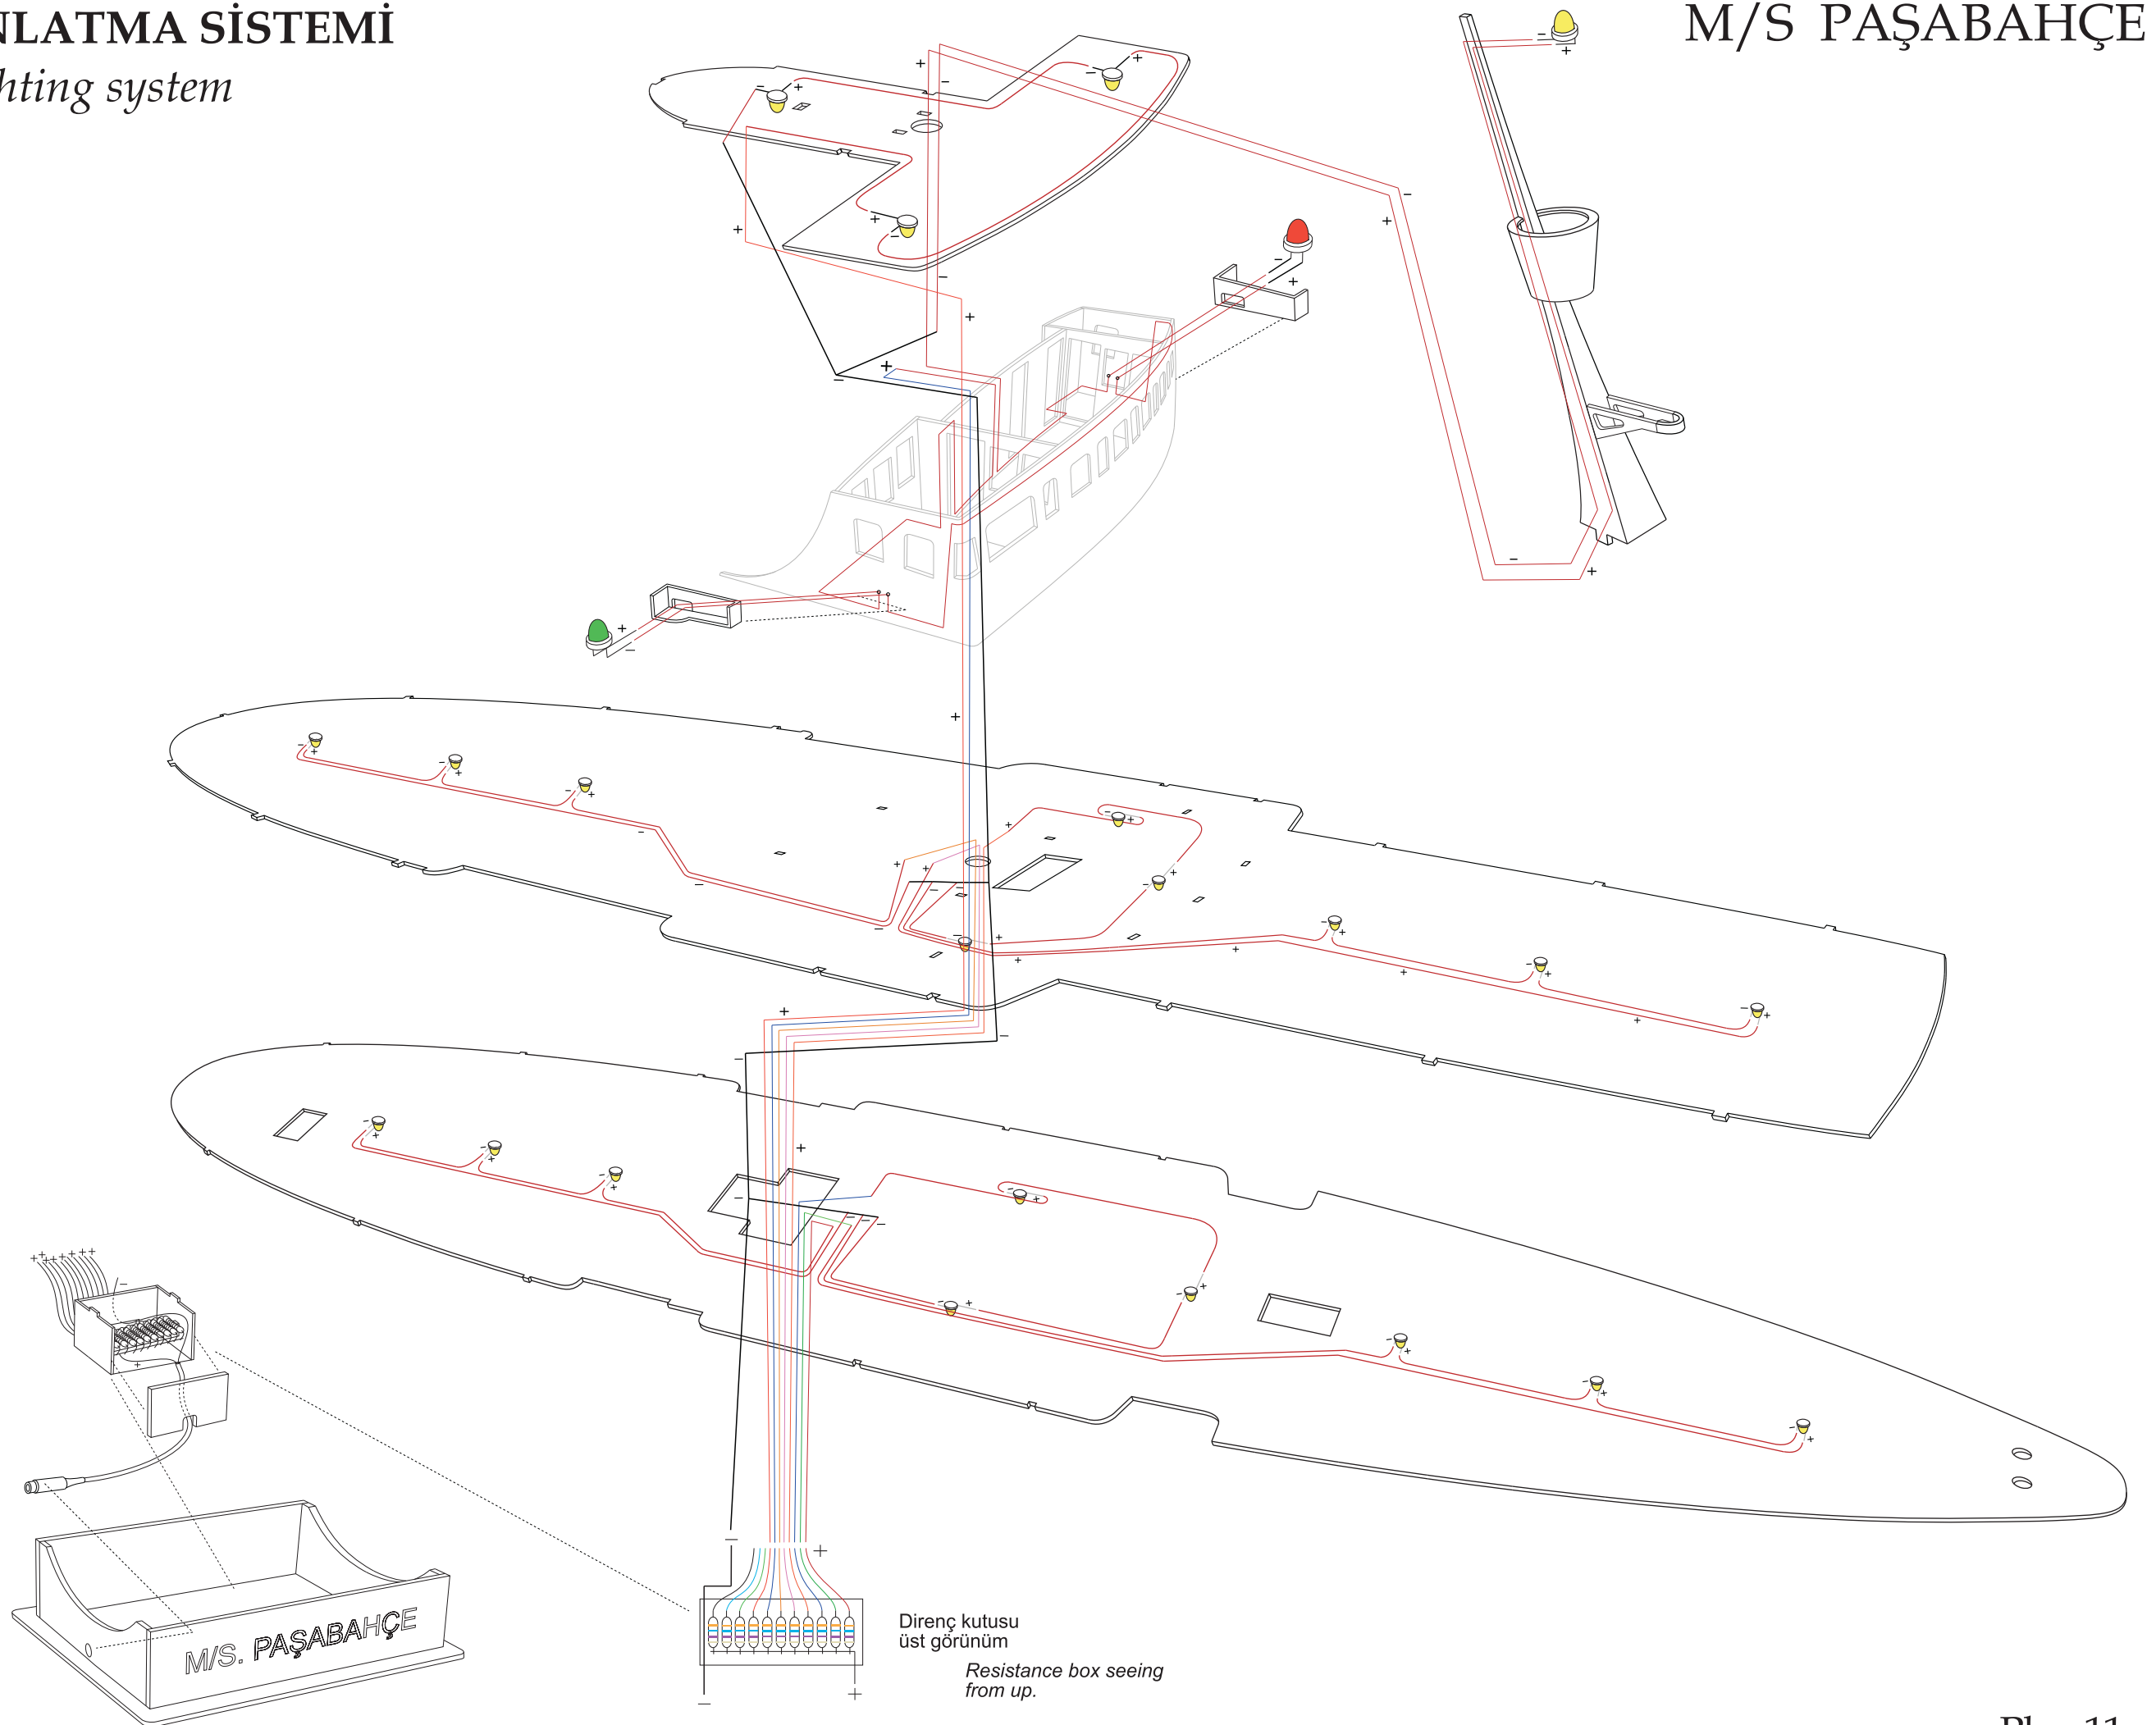 NLATMA SİSTEMİ
hting system
M/S PAŞABAHÇE
M/S. PAŞABAHÇE
Direnç kutusu
üst görünüm
Resistance box seeing
from up.